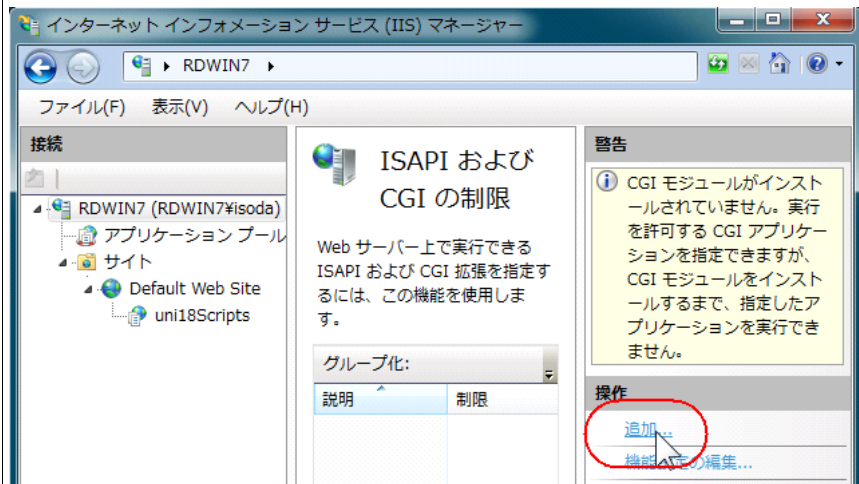 インターネット インフォメーション サービス (IIS) マネージャー
RDWIN7
ファイル(F) 表示(V) ヘルプ(H)
接続
RDWIN7 (RDWIN7¥isoda)
アプリケーション プール
サイト
Default Web Site
uni18Scripts
ISAPI および
CGI の制限
Web サーバー上で実行できる
ISAPI および CGI 拡張を指定す
るには、この機能を使用しま
す。
グループ化:
説明 制限
警告
CGI モジュールがインスト
ールされていません。実行
を許可する CGI アプリケー
ションを指定できますが、
CGI モジュールをインスト
ールするまで、指定したア
プリケーションを実行でき
ません。
操作
追加...
機能設定の編集...